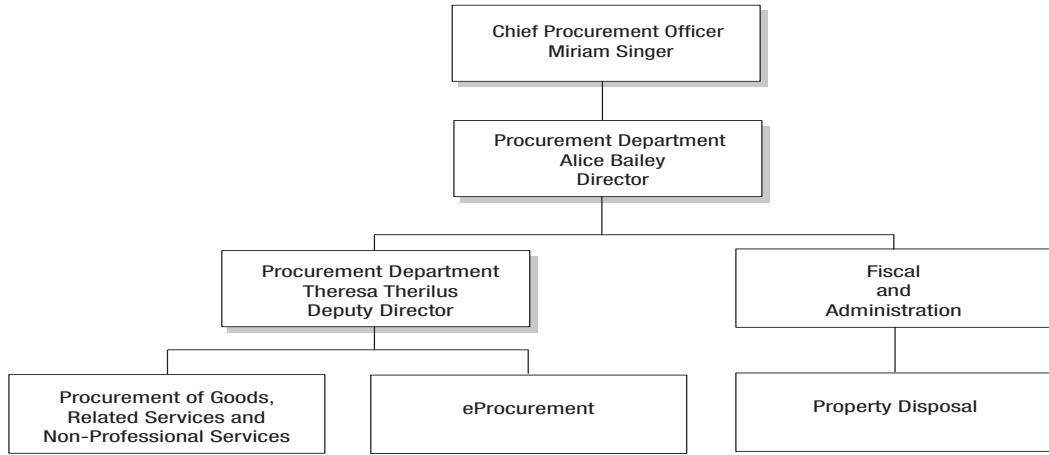 Chief Procurement Officer
Miriam Singer
Procurement Department
Alice Bailey
Director
Procurement Department
Theresa Therilus
Deputy Director
Fiscal
and
Administration
Procurement of Goods,
Related Services and
Non-Professional Services
eProcurement
Property Disposal